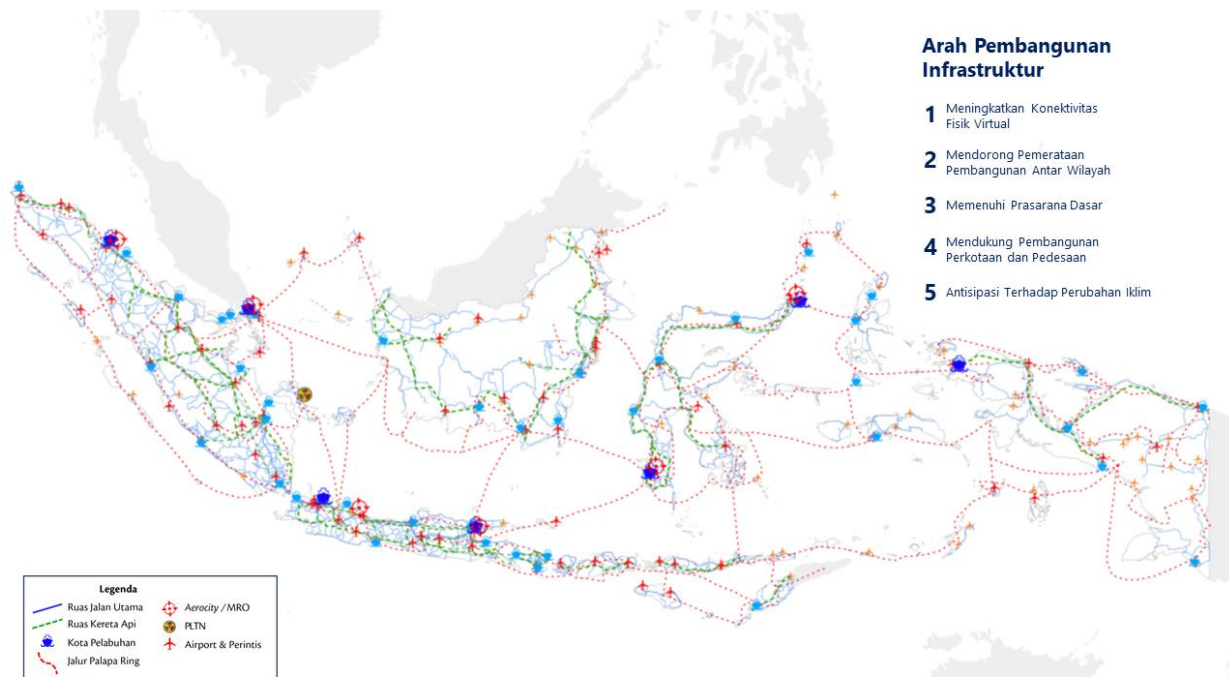 Arah Pembangunan
Infrastruktur
1 Meningkatkan Konektivitas
Fisik Virtual
2 Mendorong Pemerataan
Pembangunan Antar Wilayah
3 Memenuhi Prasarana Dasar
4 Mendukung Pembangunan
Perkotaan dan Pedesaan
5 Antisipasi Terhadap Perubahan Iklim
Legenda
Ruas Jalan Utama
Ruas Kereta Api
Kota Pelabuhan
Jalur Palapa Ring
Aerocity / MRO
PLTN
Airport & Perintis